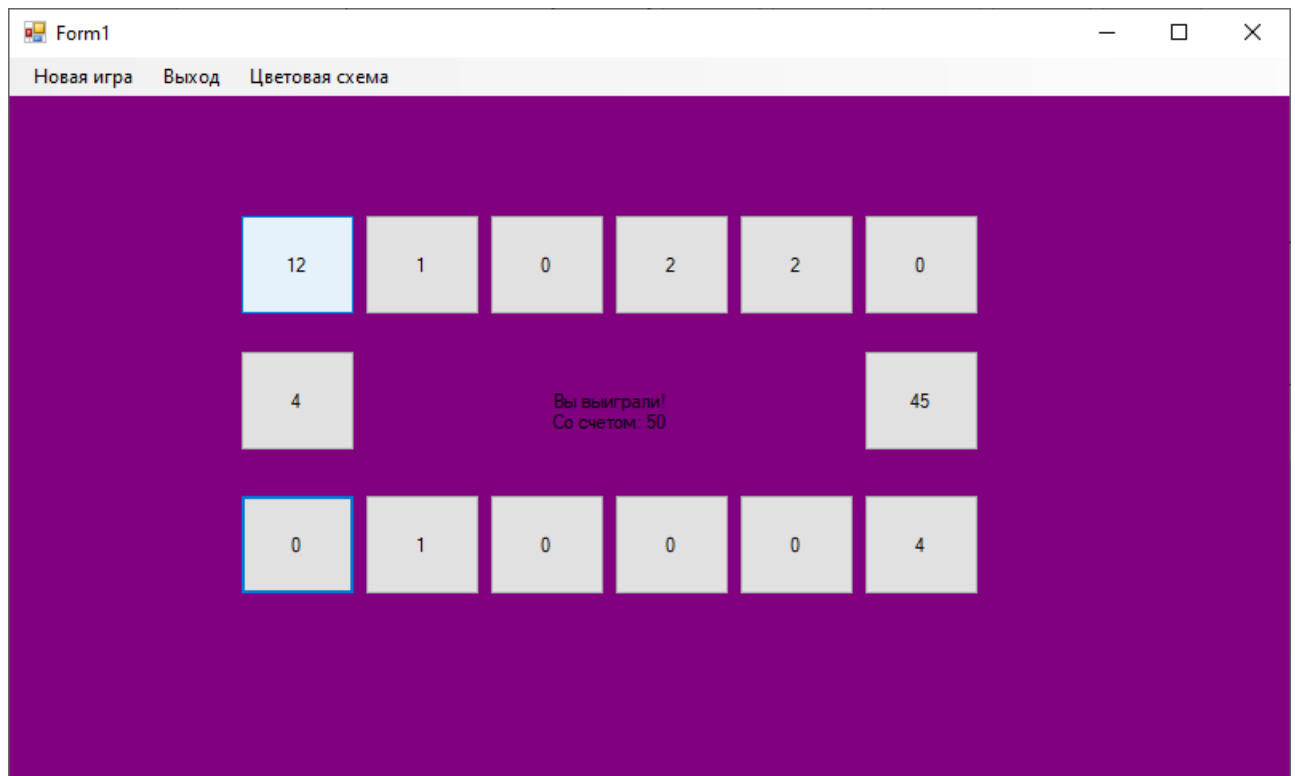 Form1
Новая игра Выход Цветовая схема
12 1 0 2 2 0
4 45
Вы выиграли!
Со счетом: 50
0 1 0 0 0 4